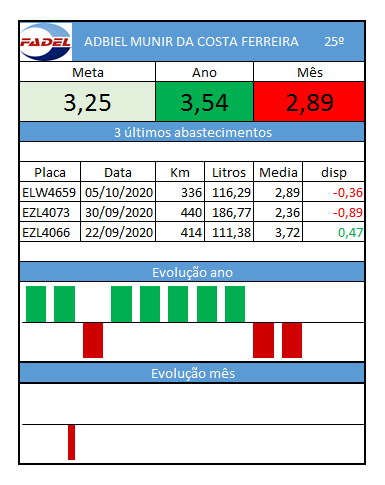 FADEL
ADBIEL MUNIR DA COSTA FERREIRA 25º
Meta Ano Mês
3,25 3,54 2,89
3 últimos abastecimentos
Placa Data Km Litros Media disp
ELW4659 05/10/2020 336 116,29 2,89 -0,36
EZL4073 30/09/2020 440 186,77 2,36 -0,89
EZL4066 22/09/2020 414 111,38 3,72 0,47
Evolução ano
Evolução mês